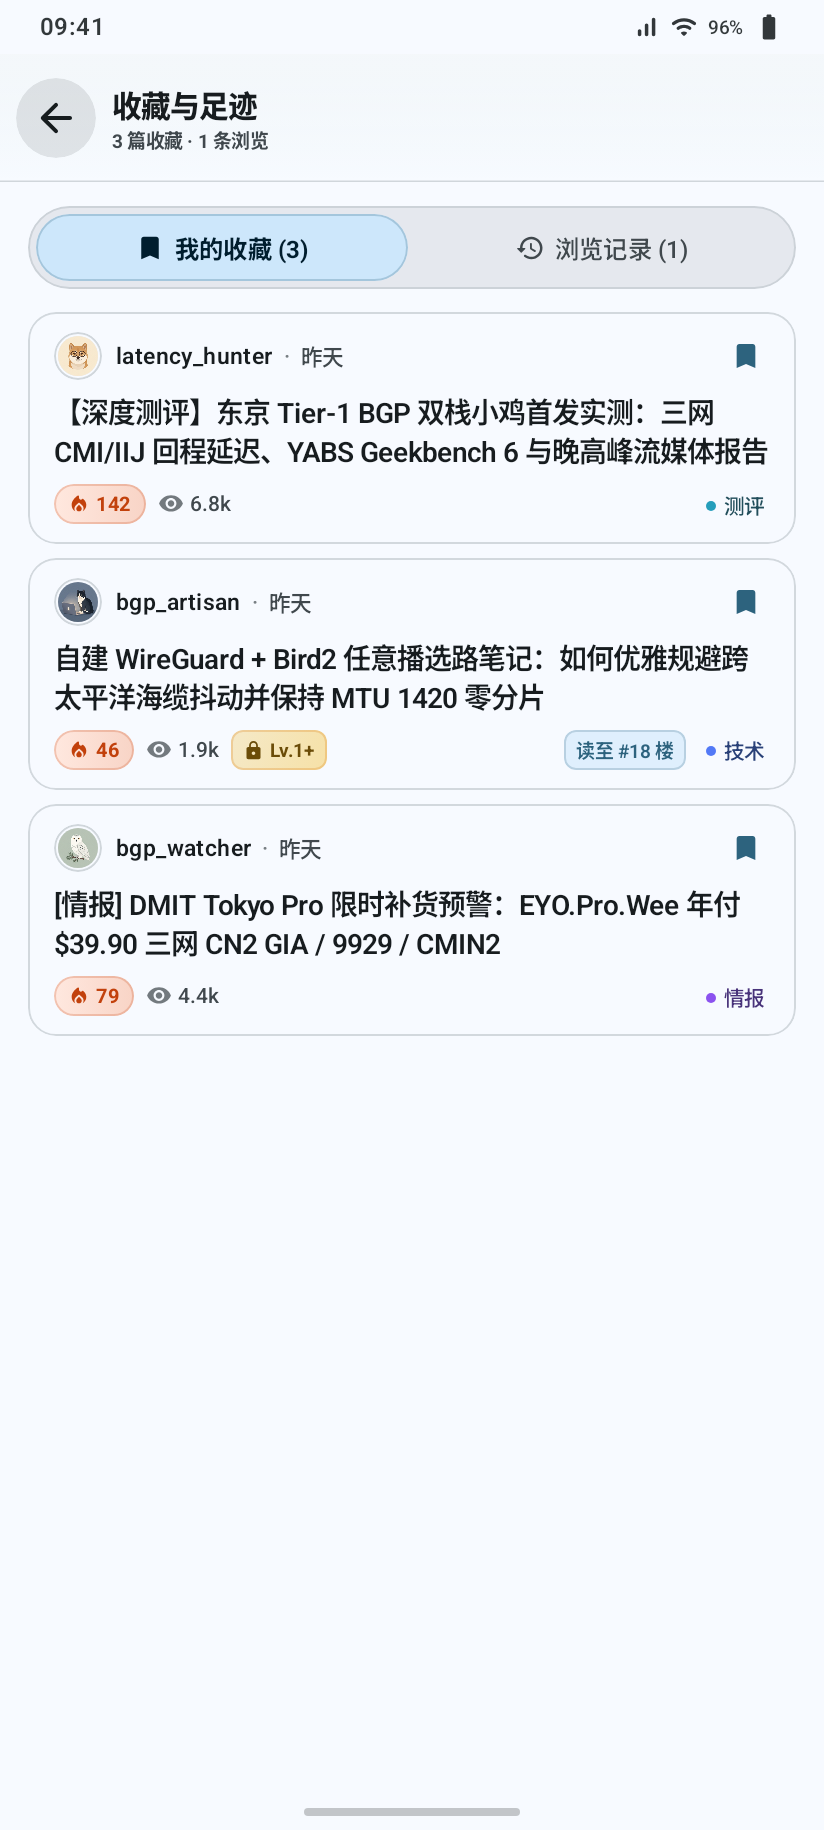 09:41
96%
收藏与足迹
3 篇收藏 · 1 条浏览
我的收藏 (3)
浏览记录 (1)
latency_hunter · 昨天
【深度测评】东京 Tier-1 BGP 双栈小鸡首发实测：三网
CMI/IIJ 回程延迟、YABS Geekbench 6 与晚高峰流媒体报告
142 6.8k 测评
bgp_artisan · 昨天
自建 WireGuard + Bird2 任意播选路笔记：如何优雅规避跨
太平洋海缆抖动并保持 MTU 1420 零分片
46 1.9k Lv.1+ 读至 #18 楼 技术
bgp_watcher · 昨天
[情报] DMIT Tokyo Pro 限时补货预警：EYO.Pro.Wee 年付
$39.90 三网 CN2 GIA / 9929 / CMIN2
79 4.4k 情报